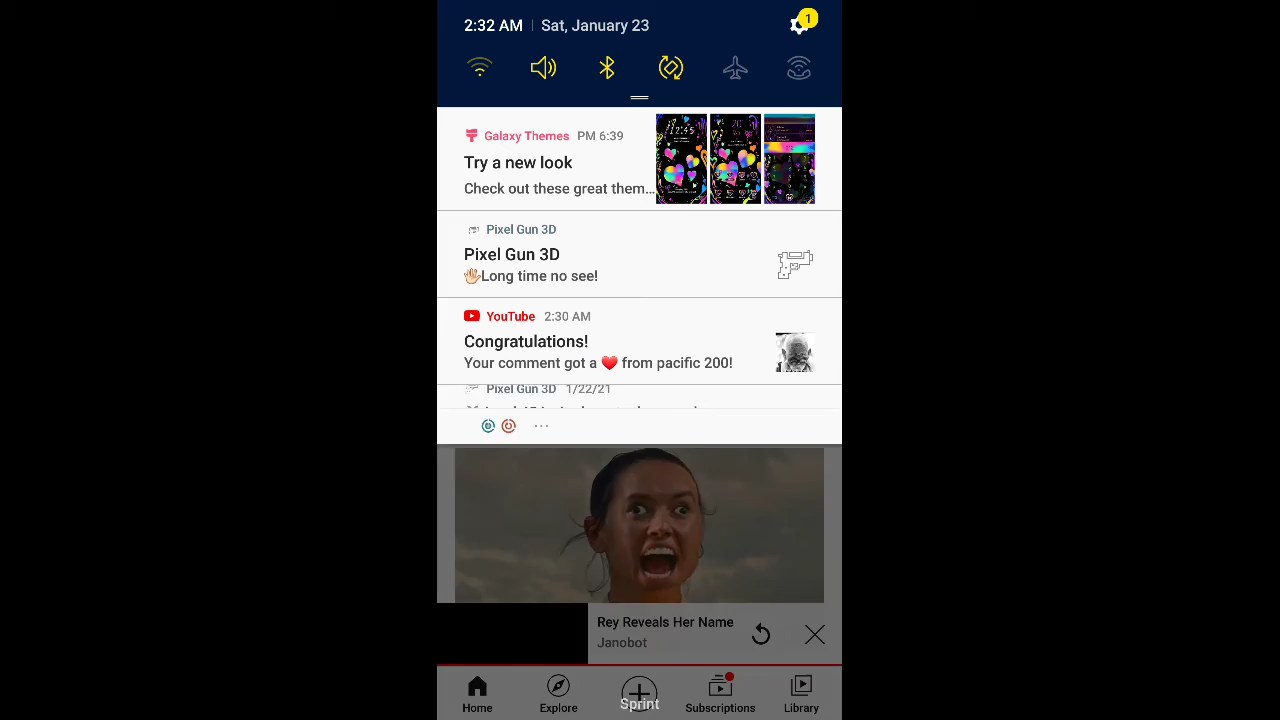 2:32 AM Sat, January 23 1
Galaxy Themes PM 6:39
Try a new look
Check out these great them...
Pixel Gun 3D
Pixel Gun 3D
🖐🏼Long time no see!
YouTube 2:30 AM
Congratulations!
Your comment got a ❤️ from pacific 200!
Pixel Gun 3D 1/22/21
...
Rey Reveals Her Name
Janobot
Home Explore Subscriptions Library
Sprint